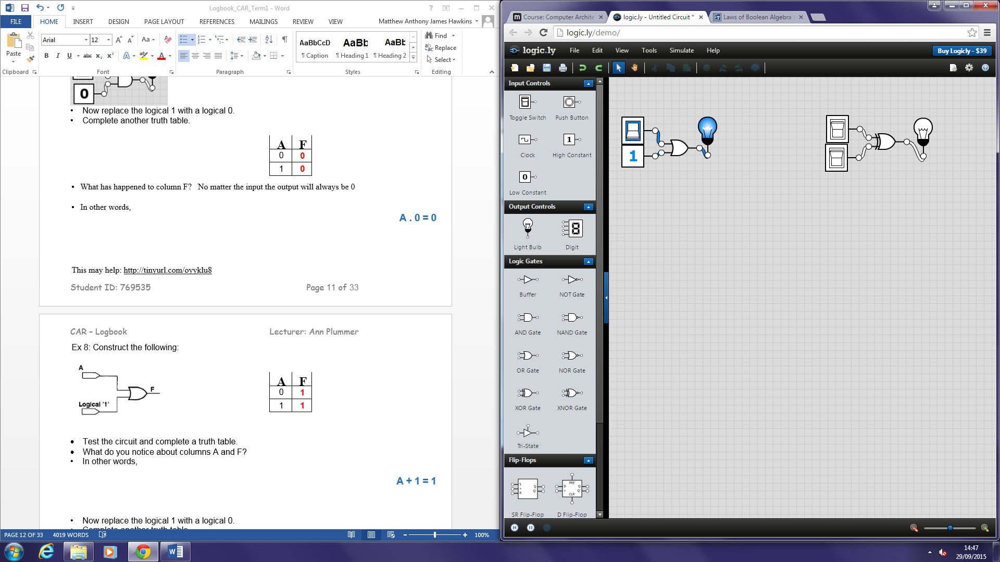 Logbook_CAR_Term1 - Word
FILE HOME INSERT DESIGN PAGE LAYOUT REFERENCES MAILINGS REVIEW VIEW Matthew Anthony James Hawkins
Paste
Arial 12 Aa
B I U abc x₂ x² A A
AaBbCcD AaBb AaBb
¶ Caption ¶ Heading 1 ¶ Heading 2
Find
Replace
Select
Clipboard Font Paragraph Styles Editing
0
• Now replace the logical 1 with a logical 0.
• Complete another truth table.
A F
0 0
1 0
• What has happened to column F? No matter the input the output will always be 0
• In other words,
A . 0 = 0
This may help: http://tinyurl.com/oyyklu8
Student ID: 769535 Page 11 of 33
CAR – Logbook Lecturer: Ann Plummer
Ex 8: Construct the following:
A
F
Logical '1'
A F
0 1
1 1
• Test the circuit and complete a truth table.
• What do you notice about columns A and F?
• In other words,
A + 1 = 1
• Now replace the logical 1 with a logical 0.
• Complete another truth table.
PAGE 12 OF 33 4019 WORDS 100%
Course: Computer Archite
logic.ly - Untitled Circuit *
Laws of Boolean Algebra a
logic.ly/demo/
logic.ly File Edit View Tools Simulate Help Buy Logicly - $39
Input Controls
Toggle Switch Push Button
1
Clock High Constant
0
Low Constant
Output Controls
Light Bulb Digit
Logic Gates
Buffer NOT Gate
AND Gate NAND Gate
OR Gate NOR Gate
XOR Gate XNOR Gate
Tri-State
Flip-Flops
S Q > R Q'
PRE' D Q > Q' CLR'
SR Flip-Flop D Flip-Flop
1
14:47
29/09/2015